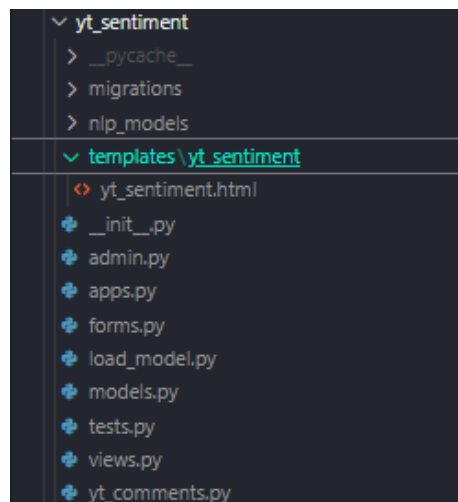 yt_sentiment
__pycache__
migrations
nlp_models
templates\yt_sentiment
yt_sentiment.html
__init__.py
admin.py
apps.py
forms.py
load_model.py
models.py
tests.py
views.py
yt_comments.py